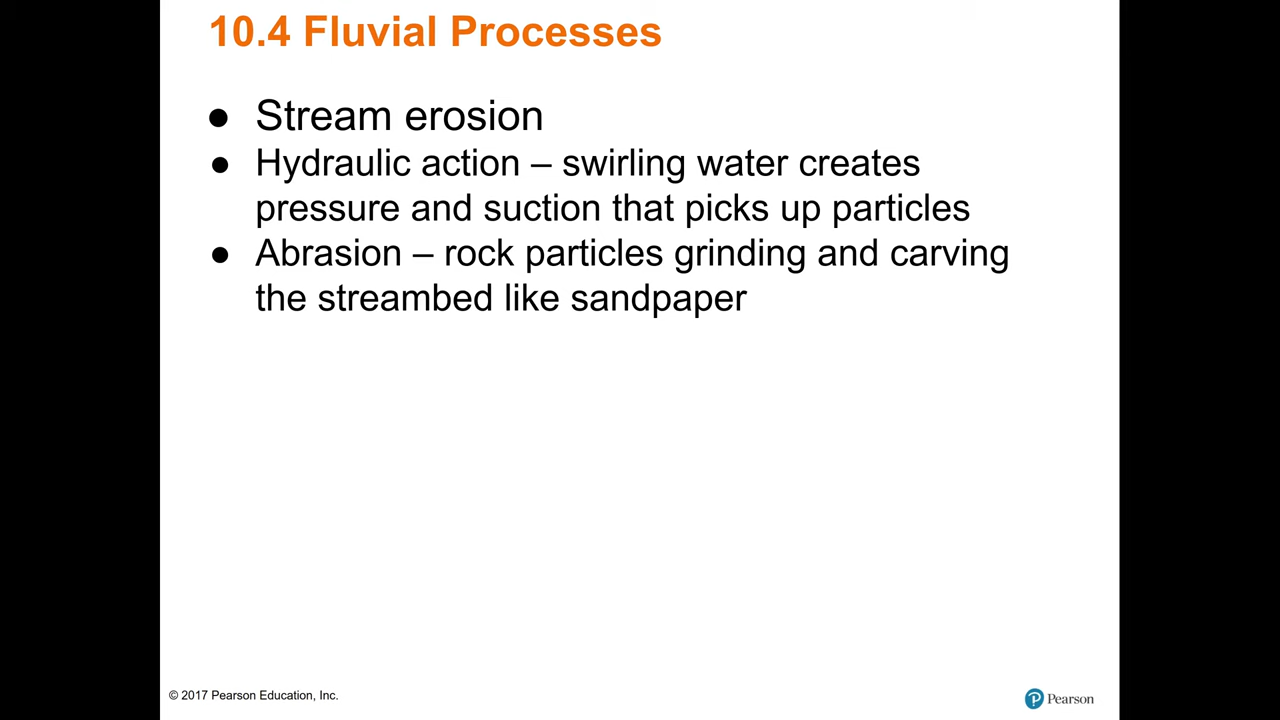 10.4 Fluvial Processes
● Stream erosion
● Hydraulic action – swirling water creates
pressure and suction that picks up particles
● Abrasion – rock particles grinding and carving
the streambed like sandpaper
© 2017 Pearson Education, Inc.
P Pearson